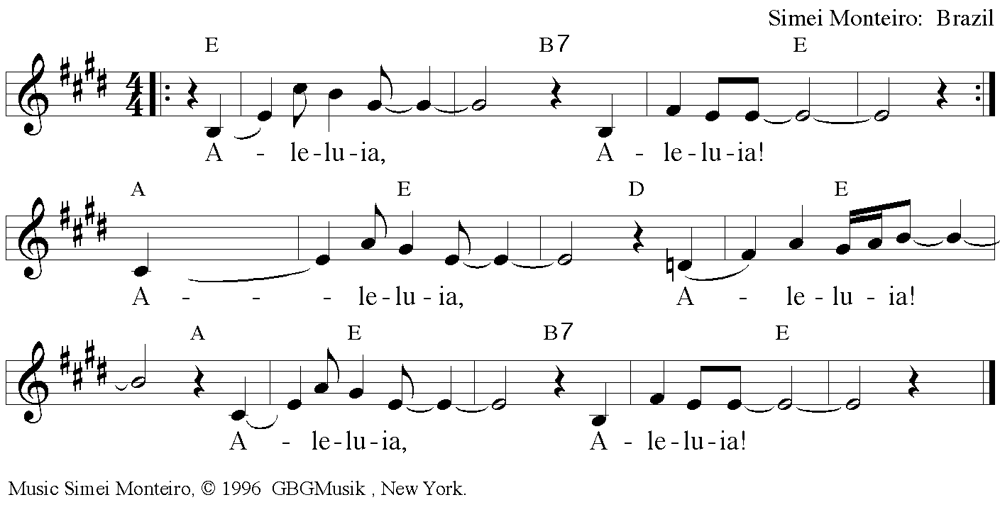 Simei Monteiro: Brazil
E B7 E
A - le-lu-ia, A - le-lu-ia!
A E D E
A - - - le-lu-ia, A - le-lu-ia!
A E B7 E
A - le-lu-ia, A - le-lu-ia!
Music Simei Monteiro, © 1996 GBGMusik , New York.